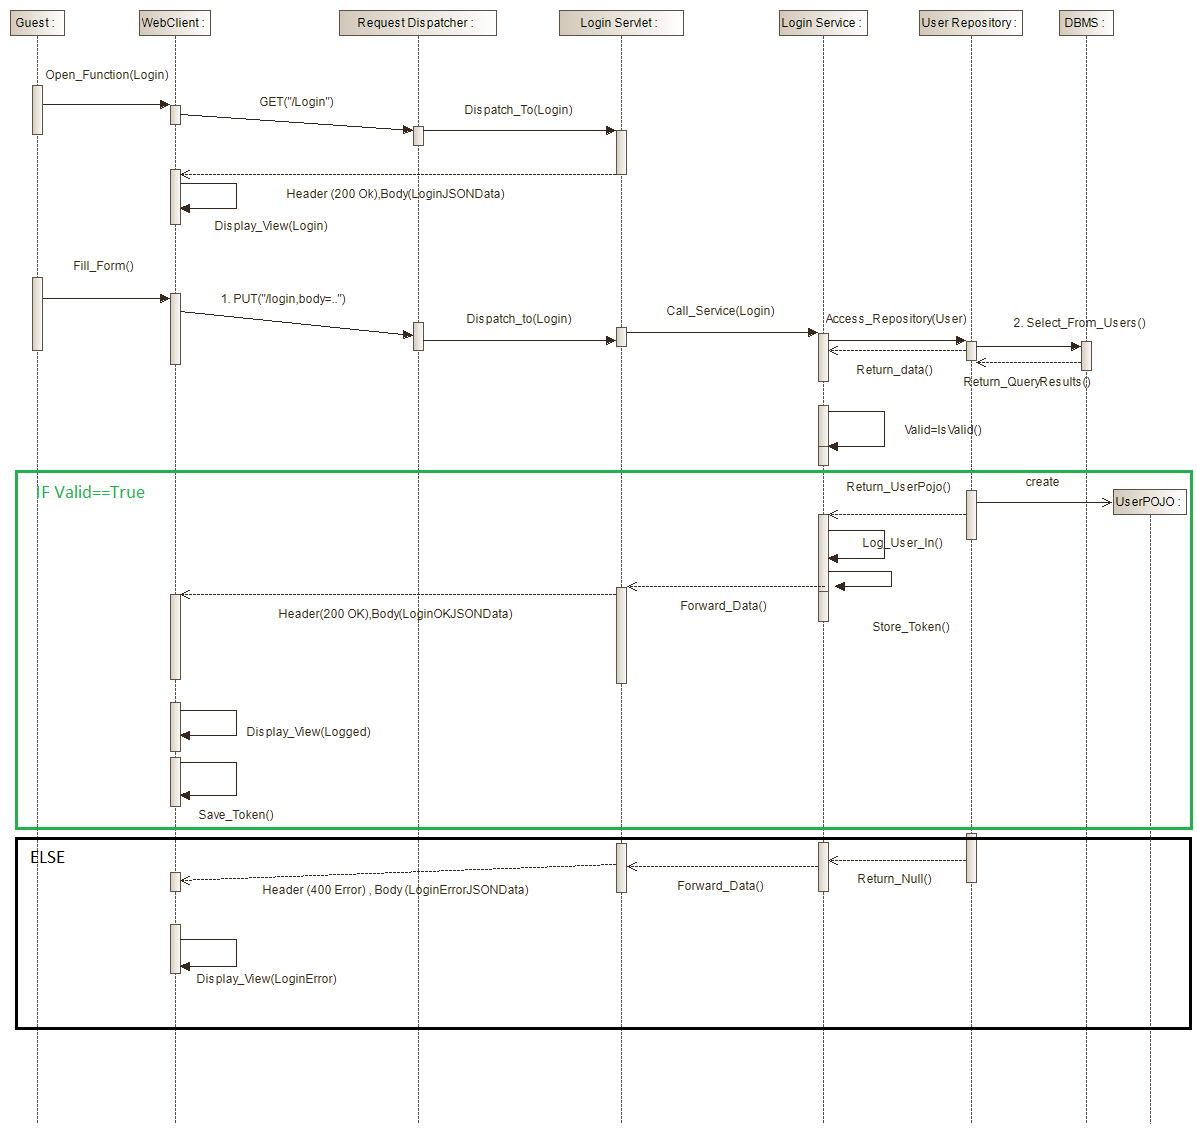 Guest :
WebClient :
Request Dispatcher :
Login Servlet :
Login Service :
User Repository :
DBMS :
Open_Function(Login)
GET("/Login")
Dispatch_To(Login)
Header (200 Ok),Body(LoginJSONData)
Display_View(Login)
Fill_Form()
1. PUT("/login,body=..")
Dispatch_to(Login)
Call_Service(Login)
Access_Repository(User)
2. Select_From_Users()
Return_data()
Return_QueryResults()
Valid=IsValid()
IF Valid==True
Return_UserPojo()
create
UserPOJO :
Log_User_In()
Forward_Data()
Header(200 OK),Body(LoginOKJSONData)
Store_Token()
Display_View(Logged)
Save_Token()
ELSE
Return_Null()
Forward_Data()
Header (400 Error) , Body (LoginErrorJSONData)
Display_View(LoginError)